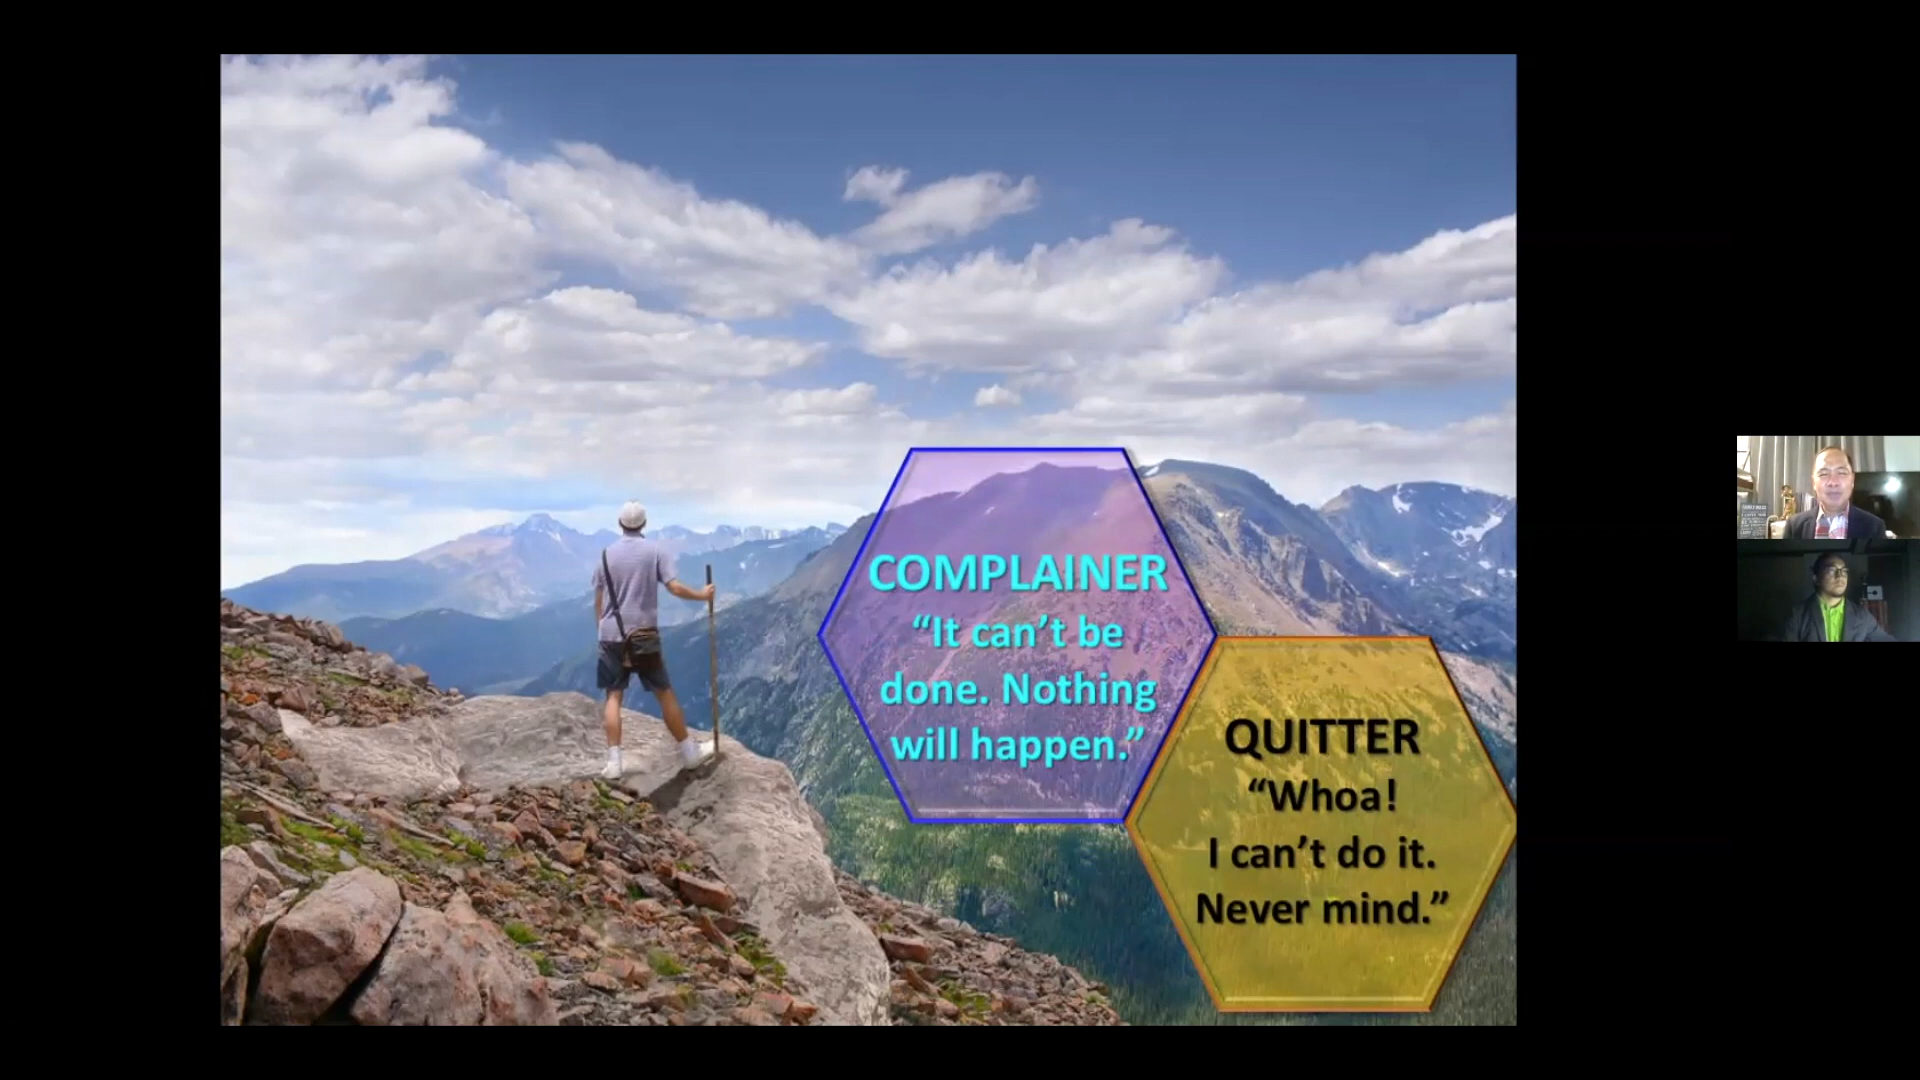 COMPLAINER
“It can’t be
done. Nothing
will happen.”
QUITTER
“Whoa!
I can’t do it.
Never mind.”